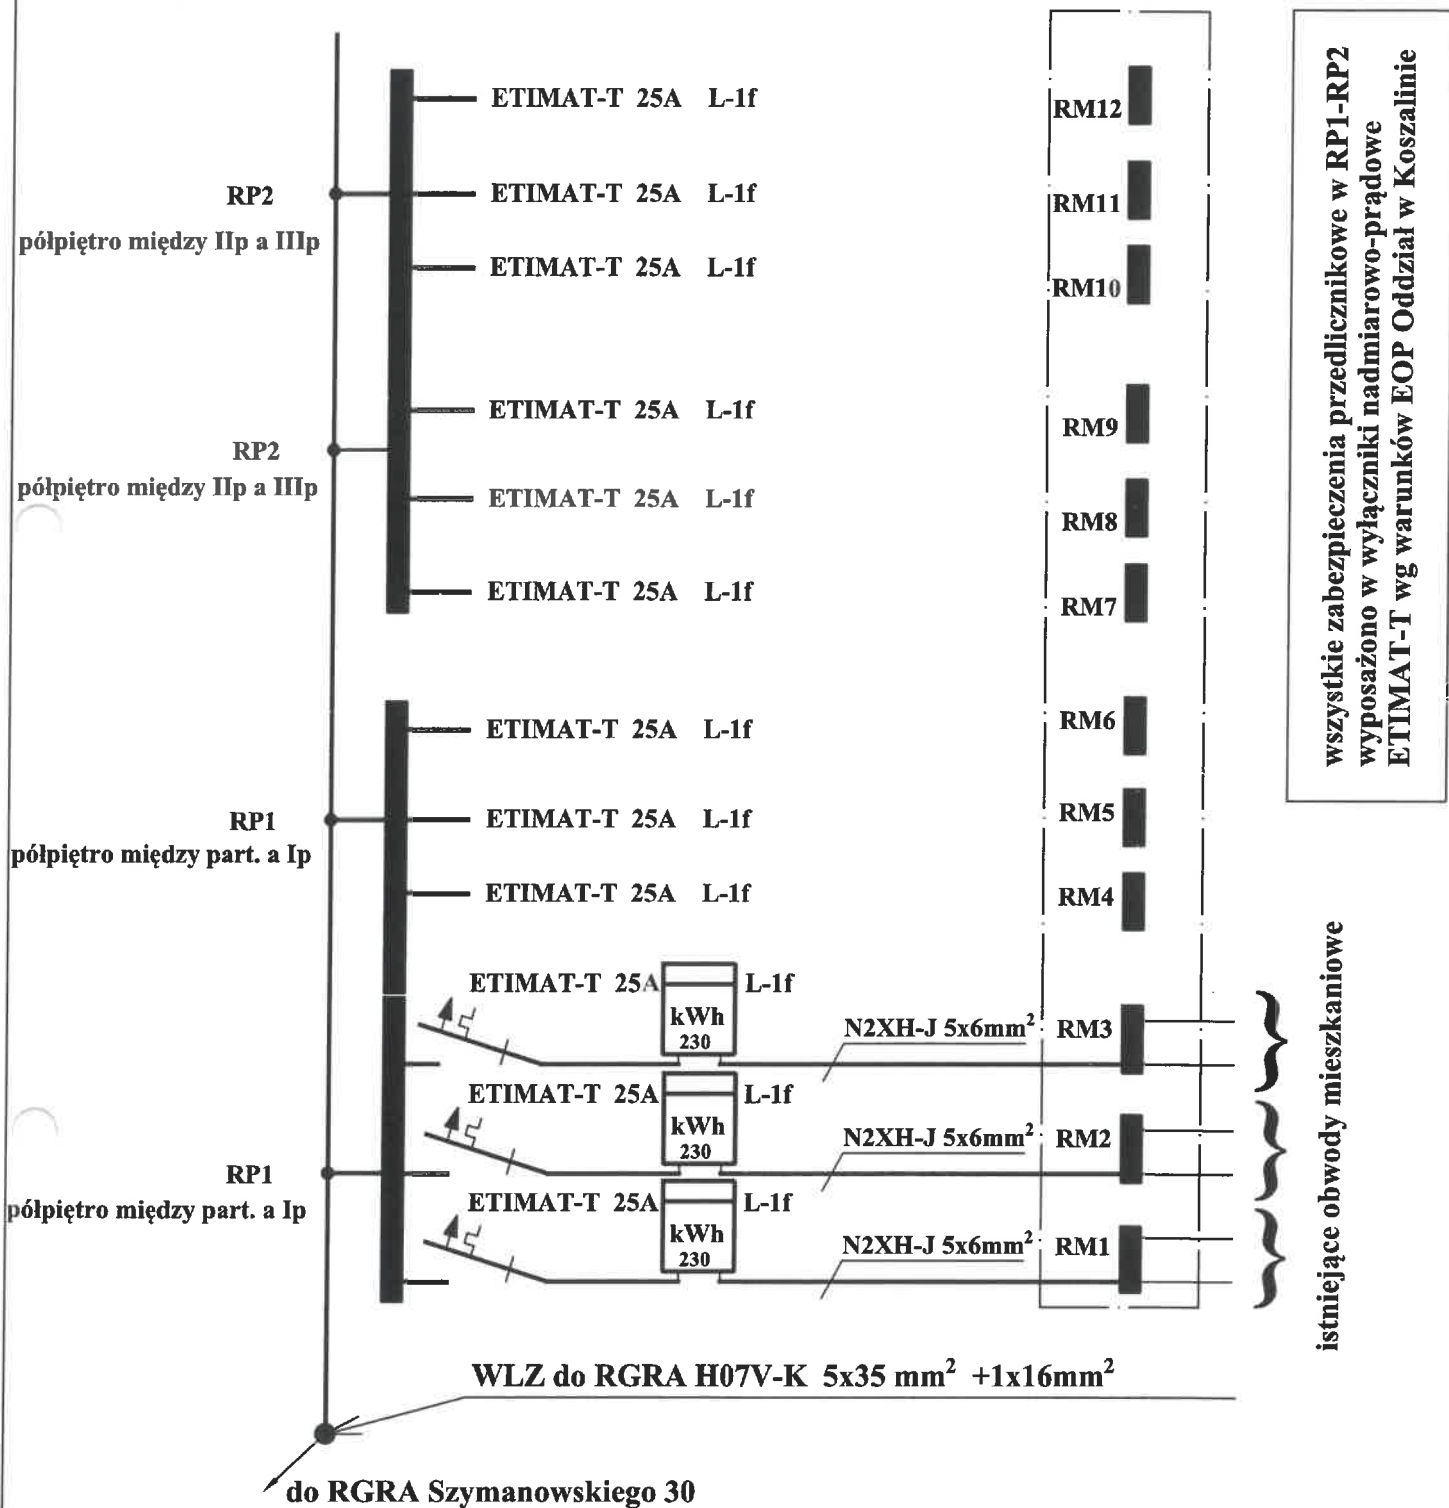 ETIMAT-T 25A L-1f
RM12
RP2
ETIMAT-T 25A L-1f
RM11
półpiętro między IIp a IIIp
ETIMAT-T 25A L-1f
RM10
ETIMAT-T 25A L-1f
RM9
RP2
półpiętro między IIp a IIIp
ETIMAT-T 25A L-1f
RM8
ETIMAT-T 25A L-1f
RM7
ETIMAT-T 25A L-1f
RM6
RP1
ETIMAT-T 25A L-1f
RM5
półpiętro między part. a Ip
ETIMAT-T 25A L-1f
RM4
ETIMAT-T 25A L-1f
kWh
230
N2XH-J 5x6mm²
RM3
ETIMAT-T 25A L-1f
kWh
230
N2XH-J 5x6mm²
RM2
RP1
półpiętro między part. a Ip
ETIMAT-T 25A L-1f
kWh
230
N2XH-J 5x6mm²
RM1
WLZ do RGRA H07V-K 5x35 mm² +1x16mm²
do RGRA Szymanowskiego 30
wszystkie zabezpieczenia przedlicznikowe w RP1-RP2
wyposażono w wyłączniki nadmiarowo-prądowe
ETIMAT-T wg warunków EOP Oddział w Koszalinie
istniejące obwody mieszkaniowe